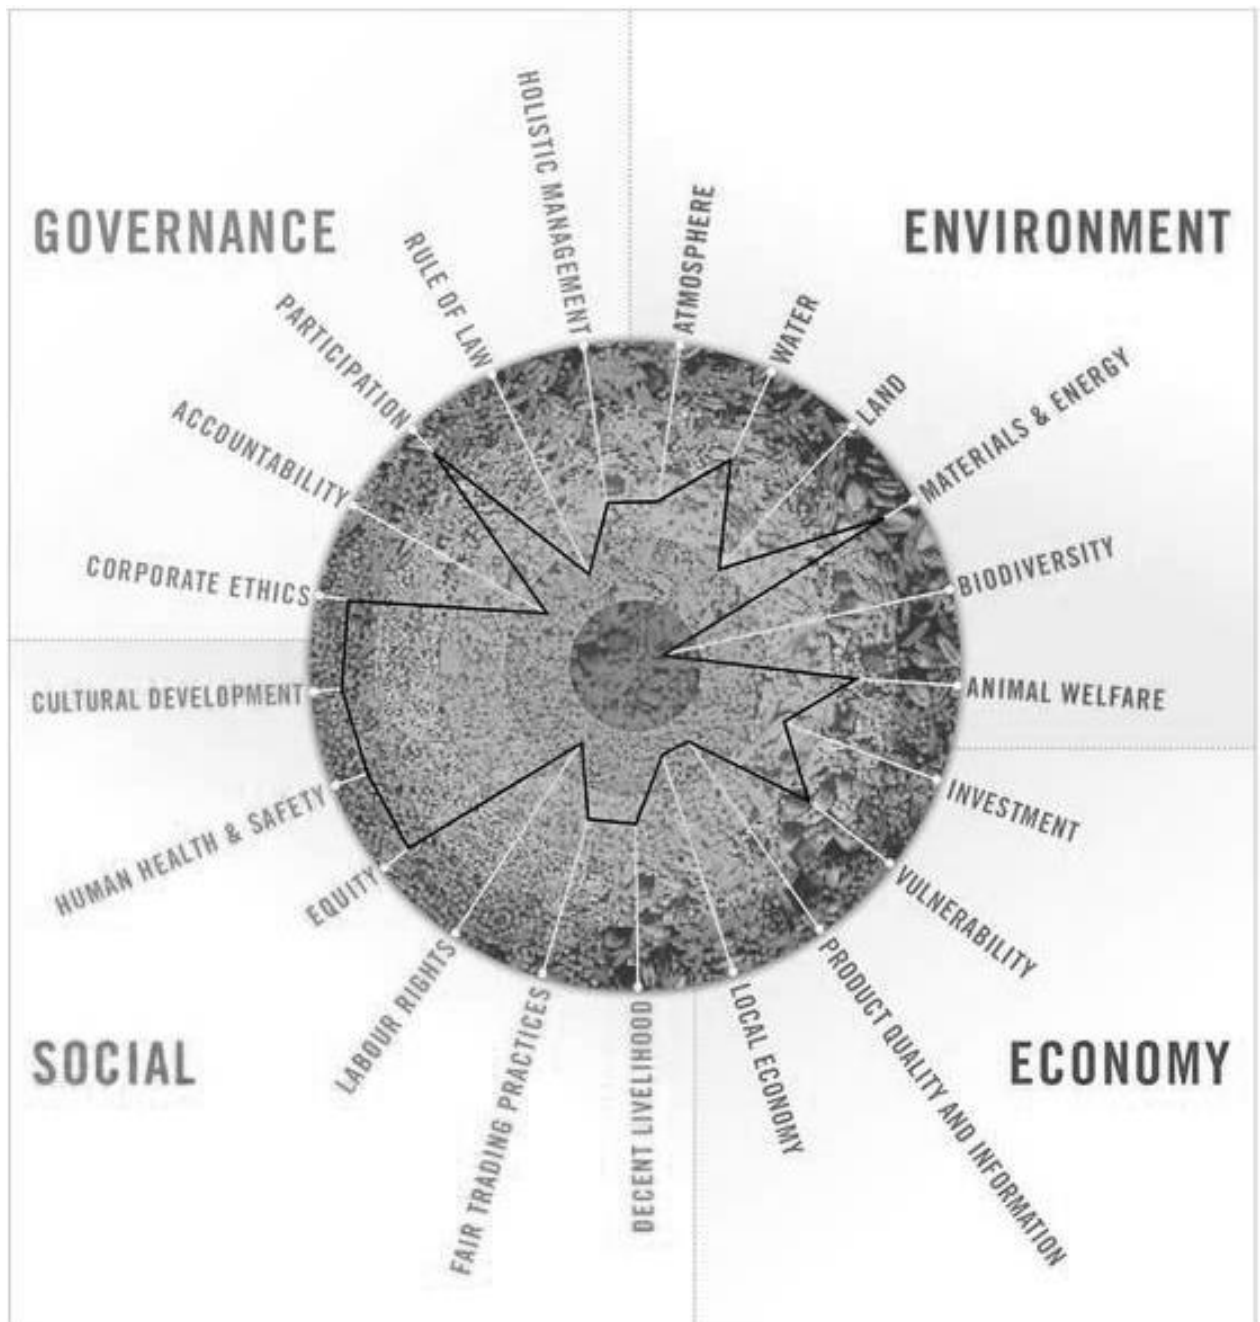 GOVERNANCE
ENVIRONMENT
HOLISTIC MANAGEMENT
ATMOSPHERE
WATER
LAND
MATERIALS & ENERGY
BIODIVERSITY
ANIMAL WELFARE
INVESTMENT
VULNERABILITY
PRODUCT QUALITY AND INFORMATION
LOCAL ECONOMY
DECENT LIVELIHOOD
FAIR TRADING PRACTICES
LABOUR RIGHTS
EQUITY
HUMAN HEALTH & SAFETY
CULTURAL DEVELOPMENT
CORPORATE ETHICS
ACCOUNTABILITY
PARTICIPATION
RULE OF LAW
SOCIAL
ECONOMY